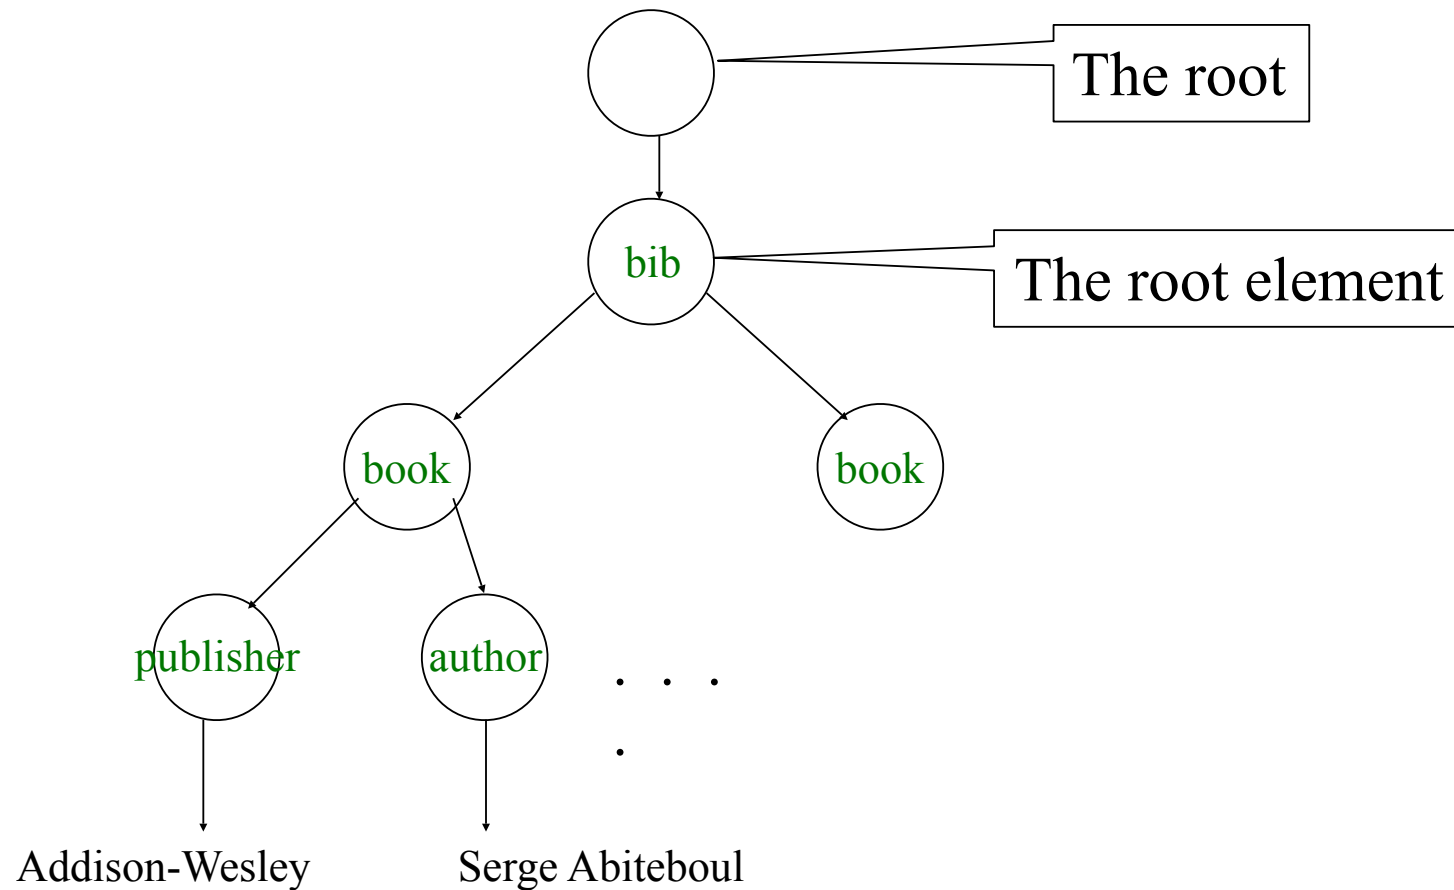 The root
bib
The root element
book
book
publisher
author
. . .
.
Addison-Wesley
Serge Abiteboul